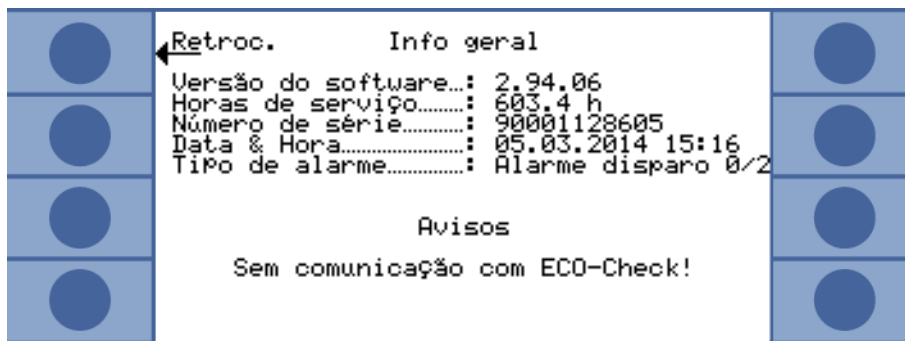 Retroc. Info geral
Versão do software…: 2.94.06
Horas de serviço……: 603.4 h
Número de série………: 90001128605
Data & Hora……………: 05.03.2014 15:16
Tipo de alarme…………: Alarme disparo 0/2
Avisos
Sem comunicação com ECO-Check!